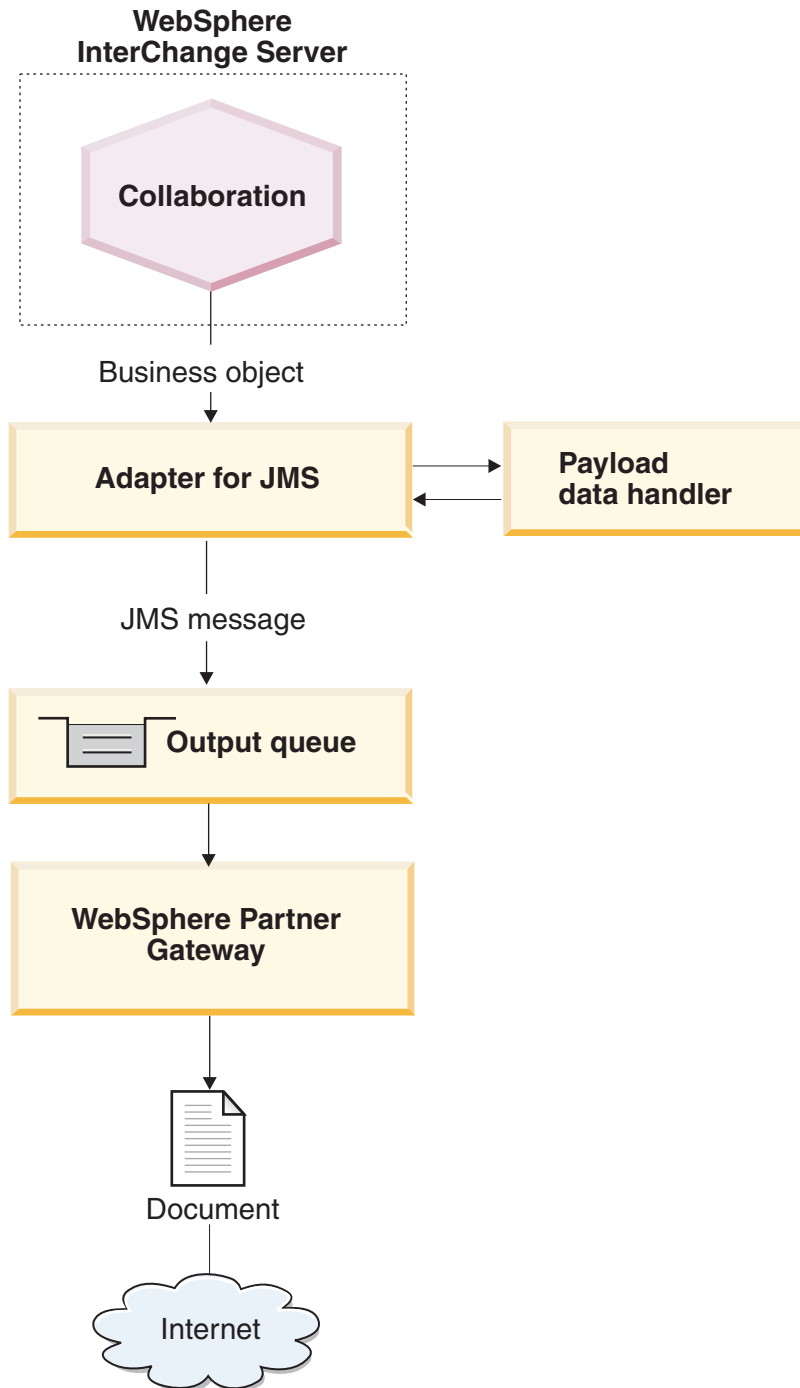 WebSphere
InterChange Server
Collaboration
Business object
Adapter for JMS
Payload
data handler
JMS message
Output queue
WebSphere Partner
Gateway
Document
Internet